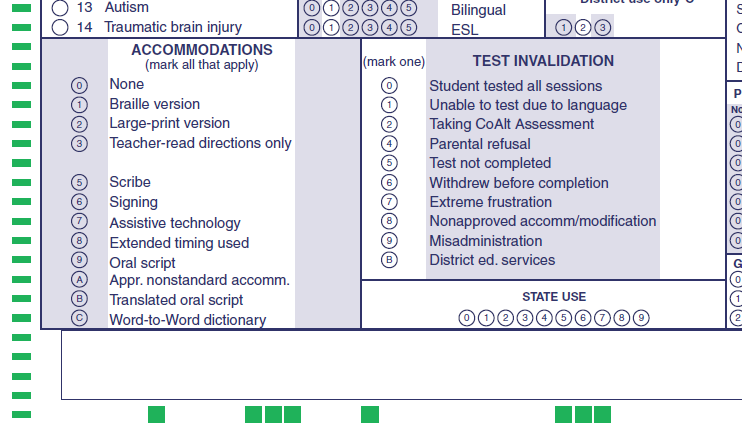 13 Autism 0 1 2 3 4 5 Bilingual
14 Traumatic brain injury 0 1 2 3 4 5 ESL 1 2 3
ACCOMMODATIONS
(mark all that apply)
0 None
1 Braille version
2 Large-print version
3 Teacher-read directions only
5 Scribe
6 Signing
7 Assistive technology
8 Extended timing used
9 Oral script
A Appr. nonstandard accomm.
B Translated oral script
C Word-to-Word dictionary
(mark one) TEST INVALIDATION
0 Student tested all sessions
1 Unable to test due to language
2 Taking CoAlt Assessment
4 Parental refusal
5 Test not completed
6 Withdrew before completion
7 Extreme frustration
8 Nonapproved accomm/modification
9 Misadministration
B District ed. services
STATE USE
0 1 2 3 4 5 6 7 8 9